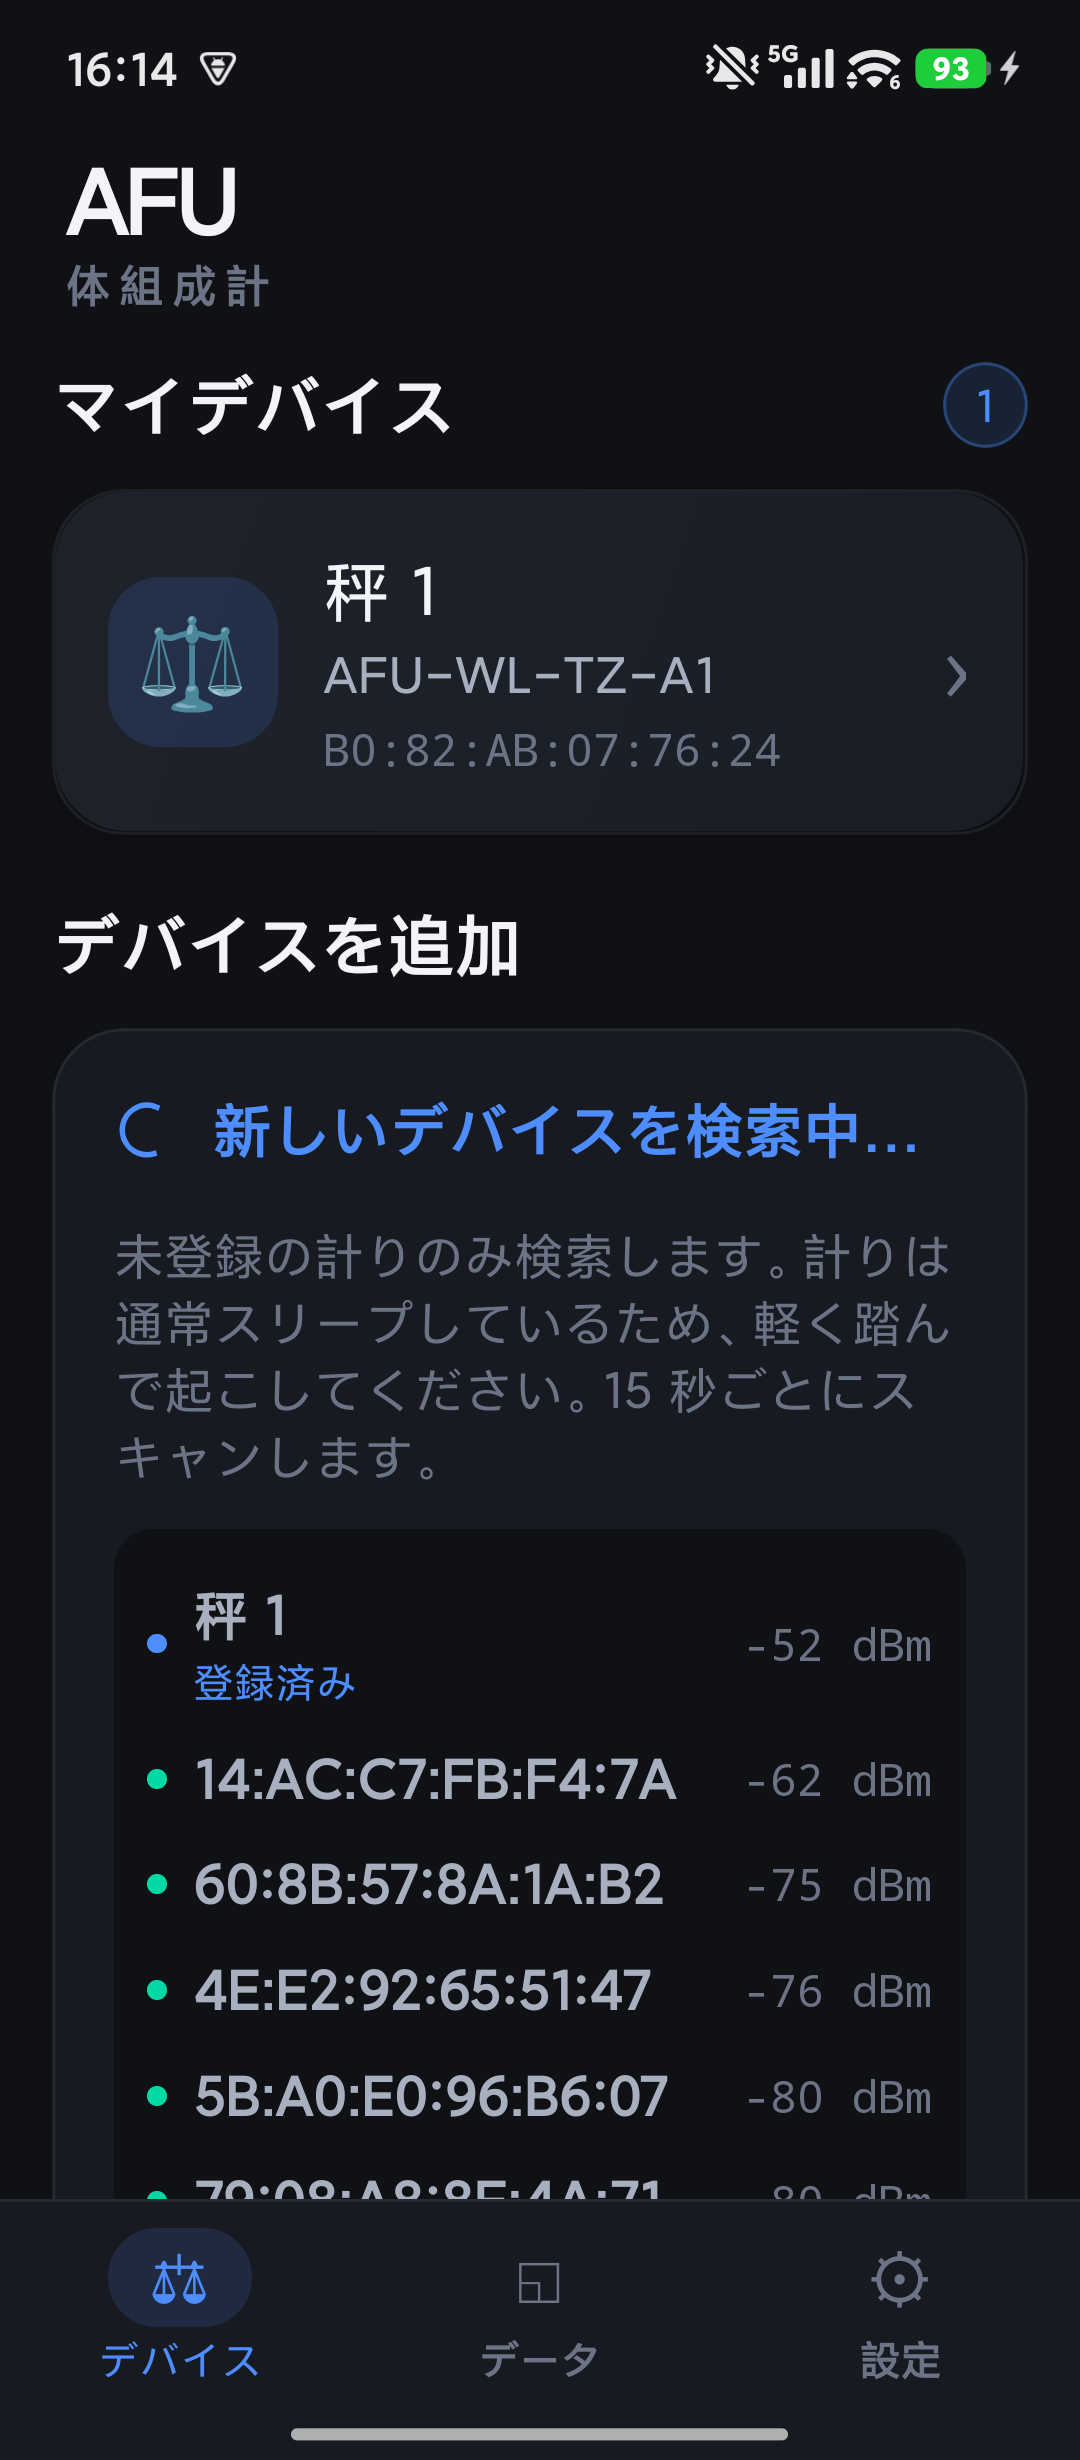 16:14
5G
6
93
AFU
体組成計
マイデバイス
1
秤 1
AFU-WL-TZ-A1
B0:82:AB:07:76:24
デバイスを追加
新しいデバイスを検索中...
未登録の計りのみ検索します。計りは
通常スリープしているため、軽く踏ん
で起こしてください。15 秒ごとにス
キャンします。
秤 1
登録済み
-52 dBm
14:AC:C7:FB:F4:7A
-62 dBm
60:8B:57:8A:1A:B2
-75 dBm
4E:E2:92:65:51:47
-76 dBm
5B:A0:E0:96:B6:07
-80 dBm
-80 dBm
デバイス
データ
設定